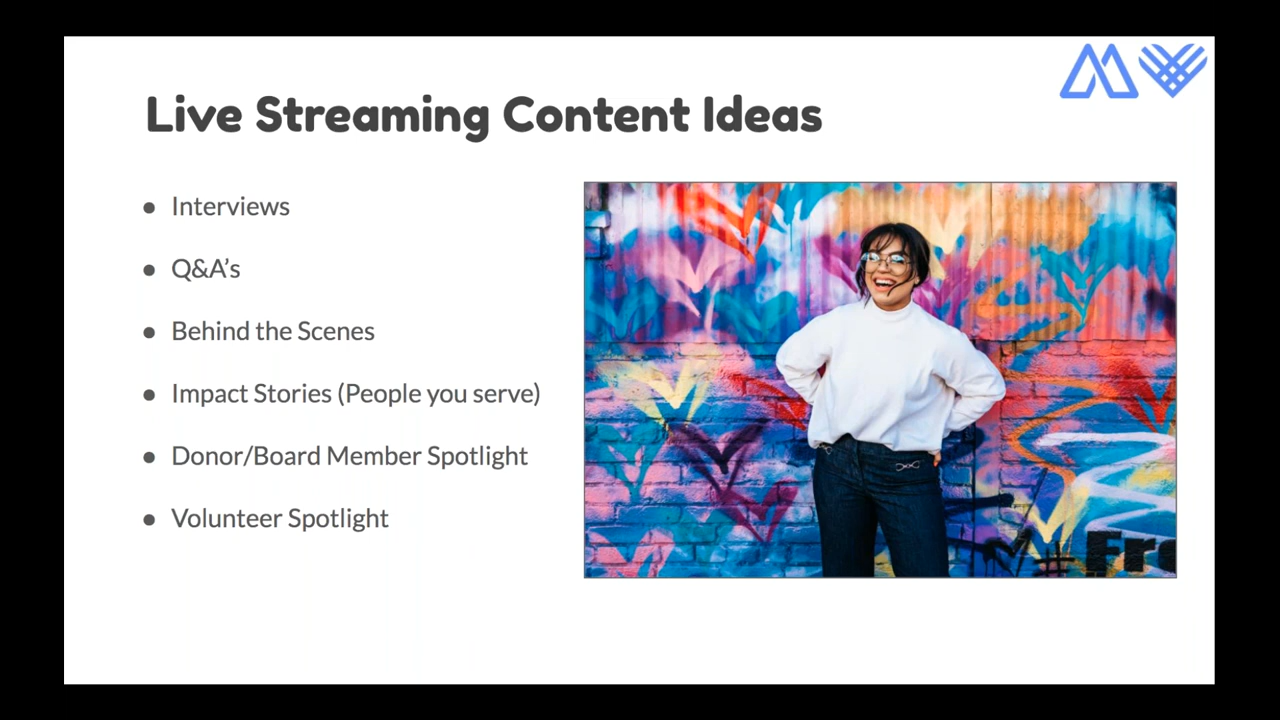 Live Streaming Content Ideas
● Interviews
● Q&A’s
● Behind the Scenes
● Impact Stories (People you serve)
● Donor/Board Member Spotlight
● Volunteer Spotlight